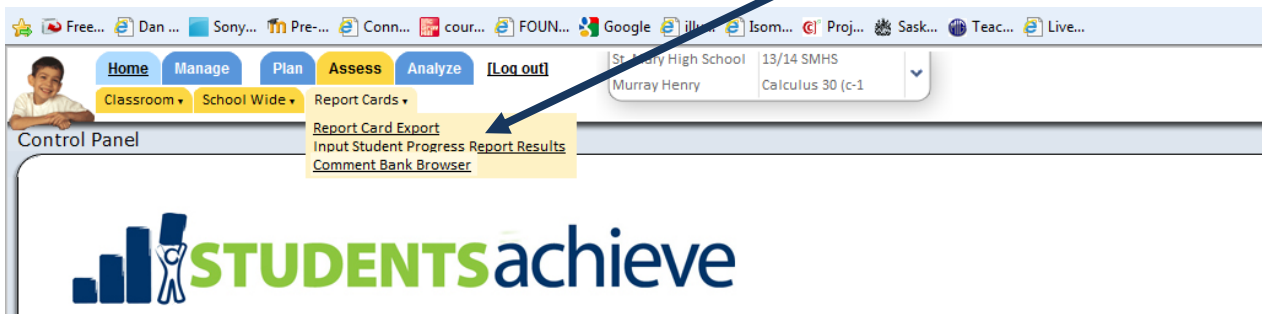 Free... Dan ... Sony... Pre-... Conn... cour... FOUN... Google Isom... Proj... Sask... Teac... Live...
Home Manage Plan Assess Analyze [Log out]
St. Mary High School 13/14 SMHS
Murray Henry Calculus 30 (c-1
Classroom School Wide Report Cards
Report Card Export
Input Student Progress Report Results
Comment Bank Browser
Control Panel
STUDENTSachieve